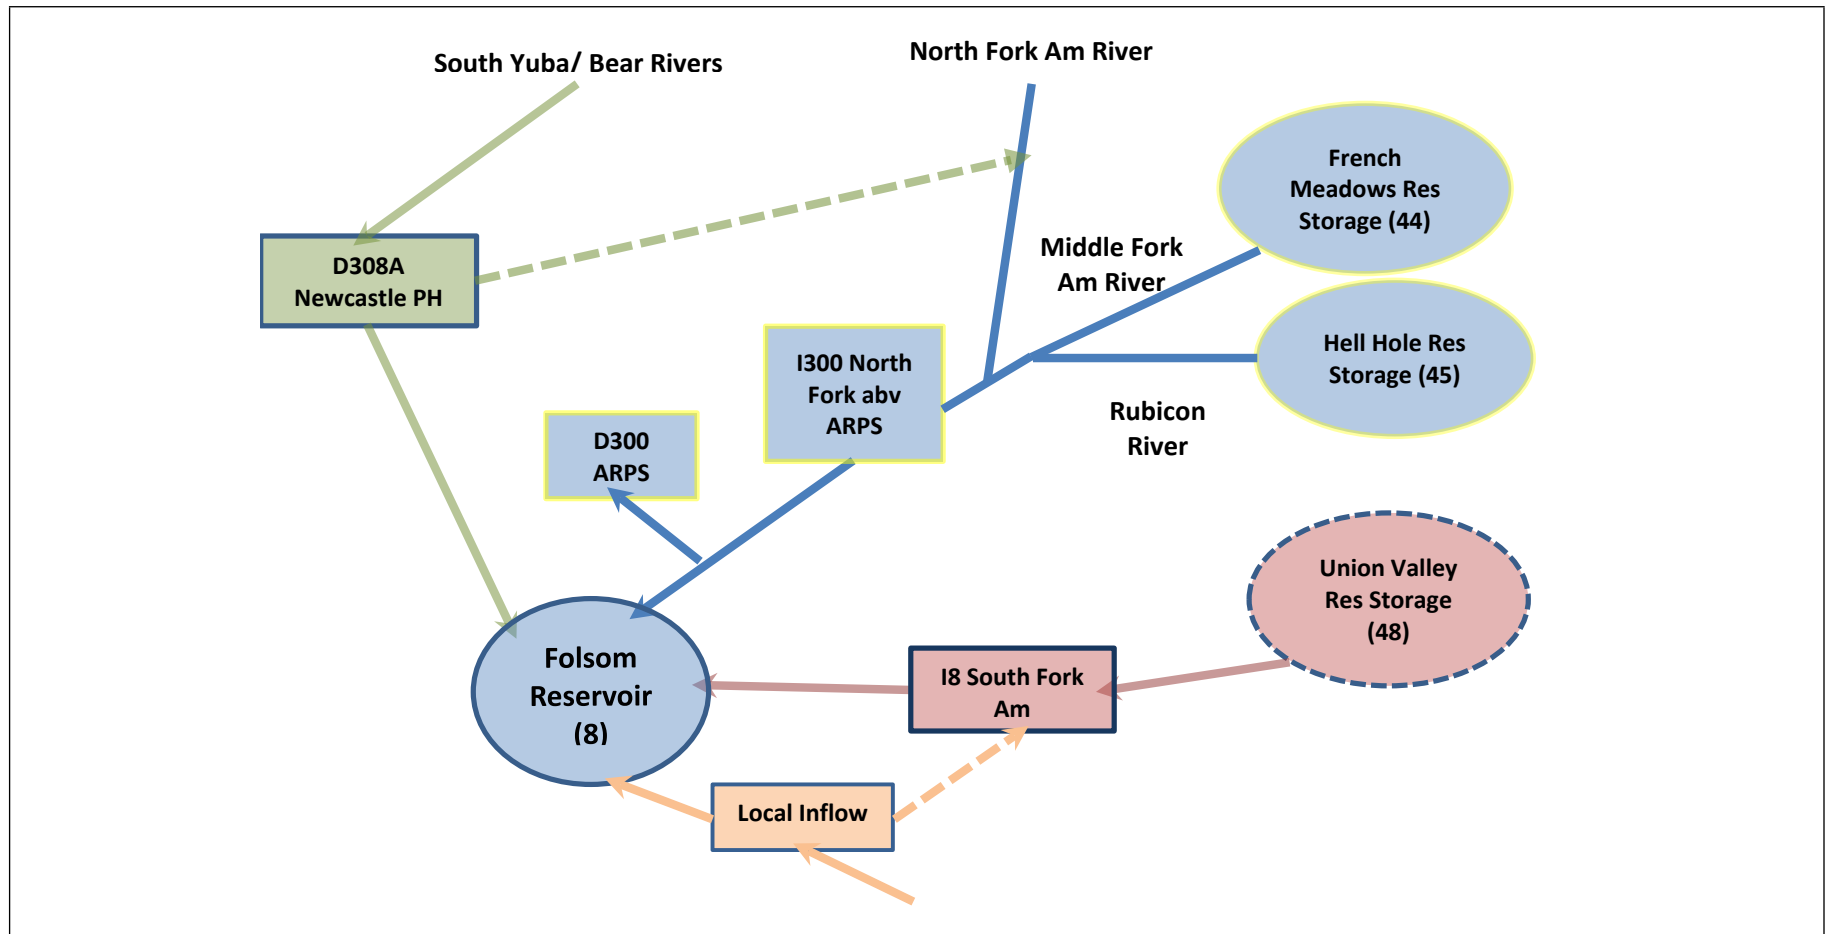 South Yuba/ Bear Rivers
North Fork Am River
French
Meadows Res
Storage (44)
D308A
Newcastle PH
Middle Fork
Am River
I300 North
Fork abv
ARPS
Hell Hole Res
Storage (45)
D300
ARPS
Rubicon
River
Union Valley
Res Storage
(48)
Folsom
Reservoir
(8)
I8 South Fork
Am
Local Inflow